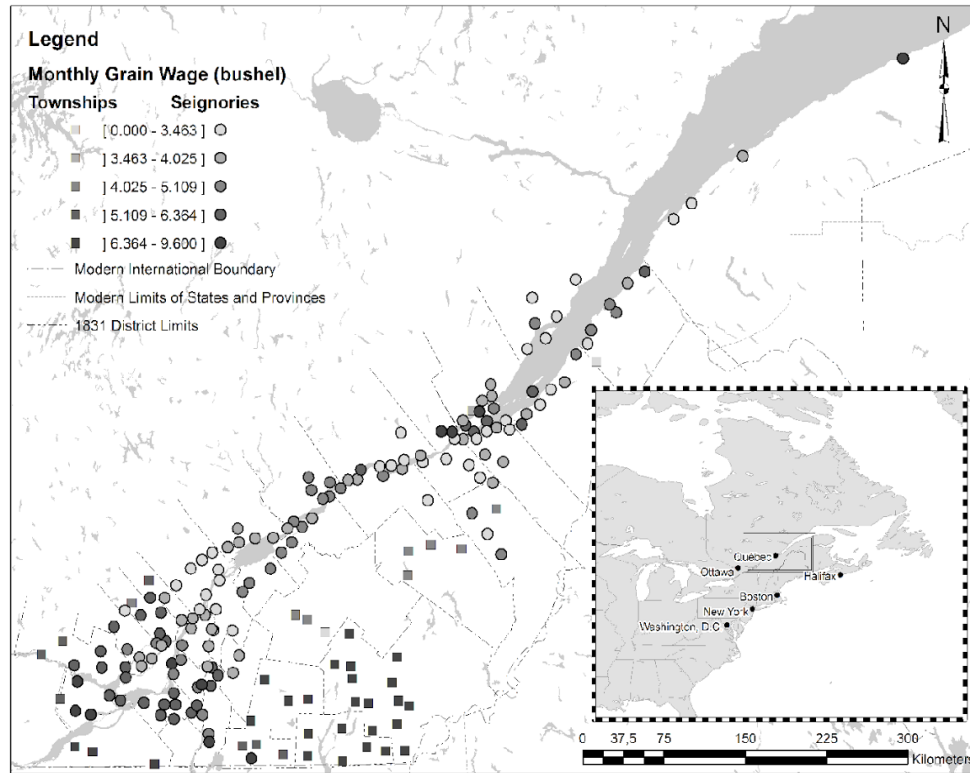 Legend
Monthly Grain Wage (bushel)
Townships Seignories
[ 0.000 - 3.463]
] 3.463 - 4.025 ]
] 4.025 - 5.109 ]
] 5.109 - 6.364 ]
] 6.364 - 9.600 ]
Modern International Boundary
Modern Limits of States and Provinces
1831 District Limits
N
Québec
Ottawa
Halifax
Boston
New York
Washington, D.C
0 37,5 75 150 225 300
Kilometers